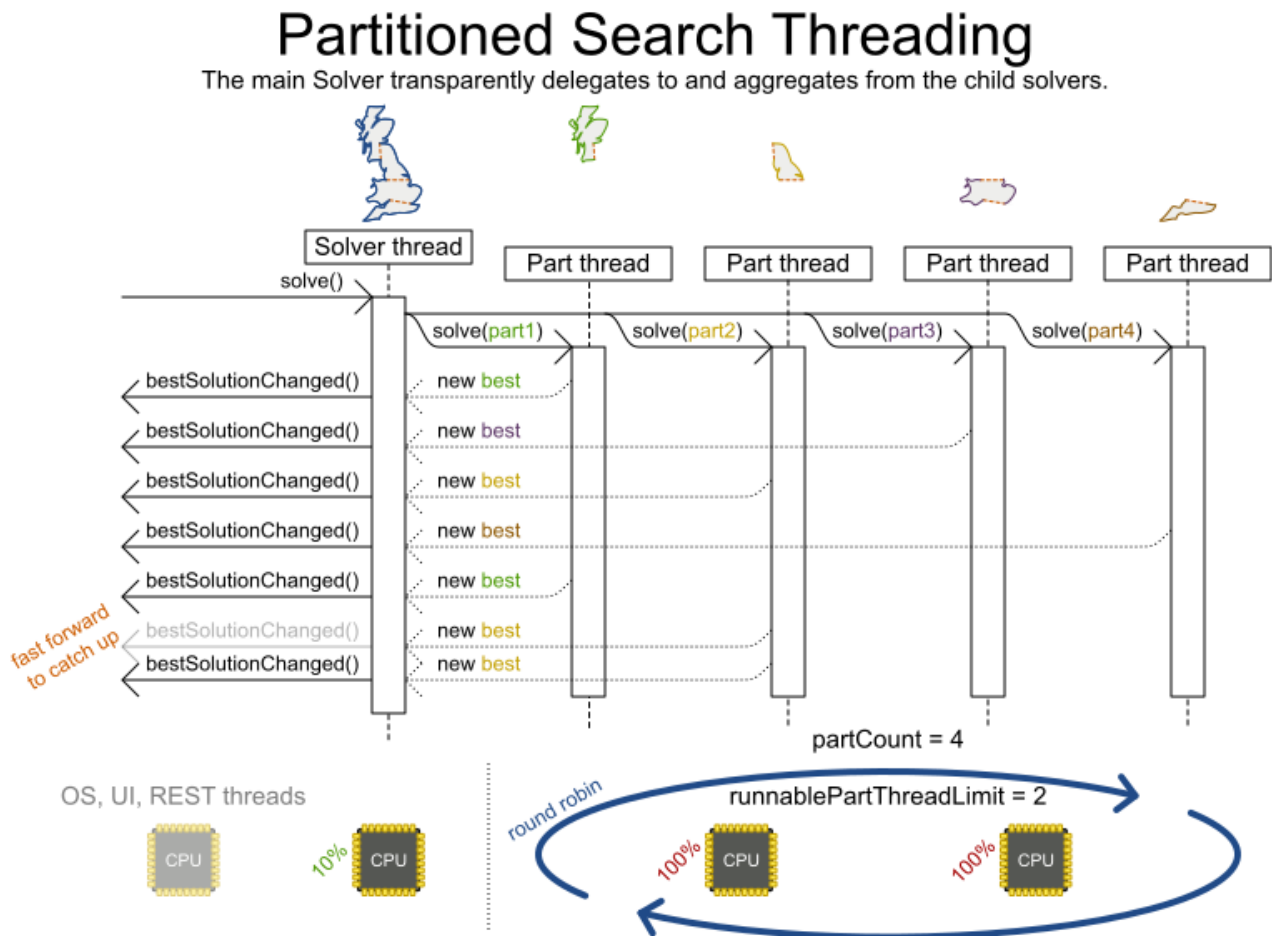 Partitioned Search Threading
The main Solver transparently delegates to and aggregates from the child solvers.
Solver thread
Part thread
Part thread
Part thread
Part thread
solve()
solve(part1)
solve(part2)
solve(part3)
solve(part4)
bestSolutionChanged()
new best
bestSolutionChanged()
new best
bestSolutionChanged()
new best
bestSolutionChanged()
new best
bestSolutionChanged()
new best
fast forward
to catch up
bestSolutionChanged()
new best
bestSolutionChanged()
new best
partCount = 4
OS, UI, REST threads
round robin
runnablePartThreadLimit = 2
CPU
10%
CPU
100%
CPU
100%
CPU